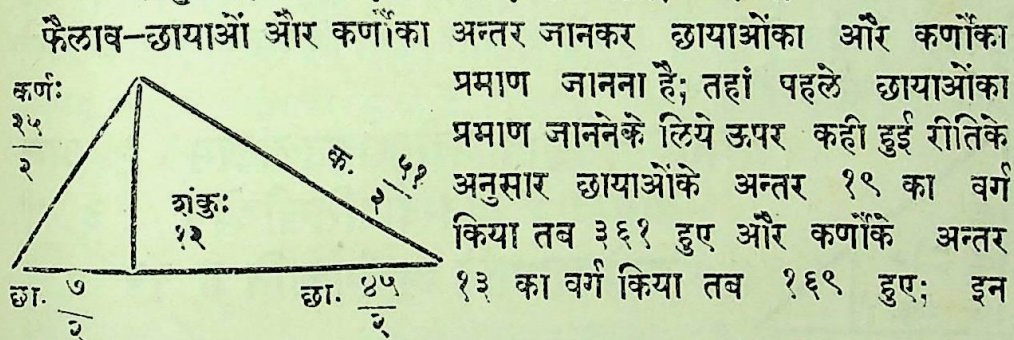 फैलाव-छायाओं और कर्णोंका अन्तर जानकर छायाओंका और कर्णोंका
प्रमाण जानना है; तहां पहले छायाओंका
प्रमाण जाननेके लिये ऊपर कही हुई रीतिके
अनुसार छायाओंके अन्तर १९ का वर्ग
किया तब ३६१ हुए और कर्णोंके अन्तर
१३ का वर्ग किया तब १६९ हुए; इन
कर्णः
२५
२
शंकुः
१२
क. ५१
२
छा. ७
२
छा. ४५
२